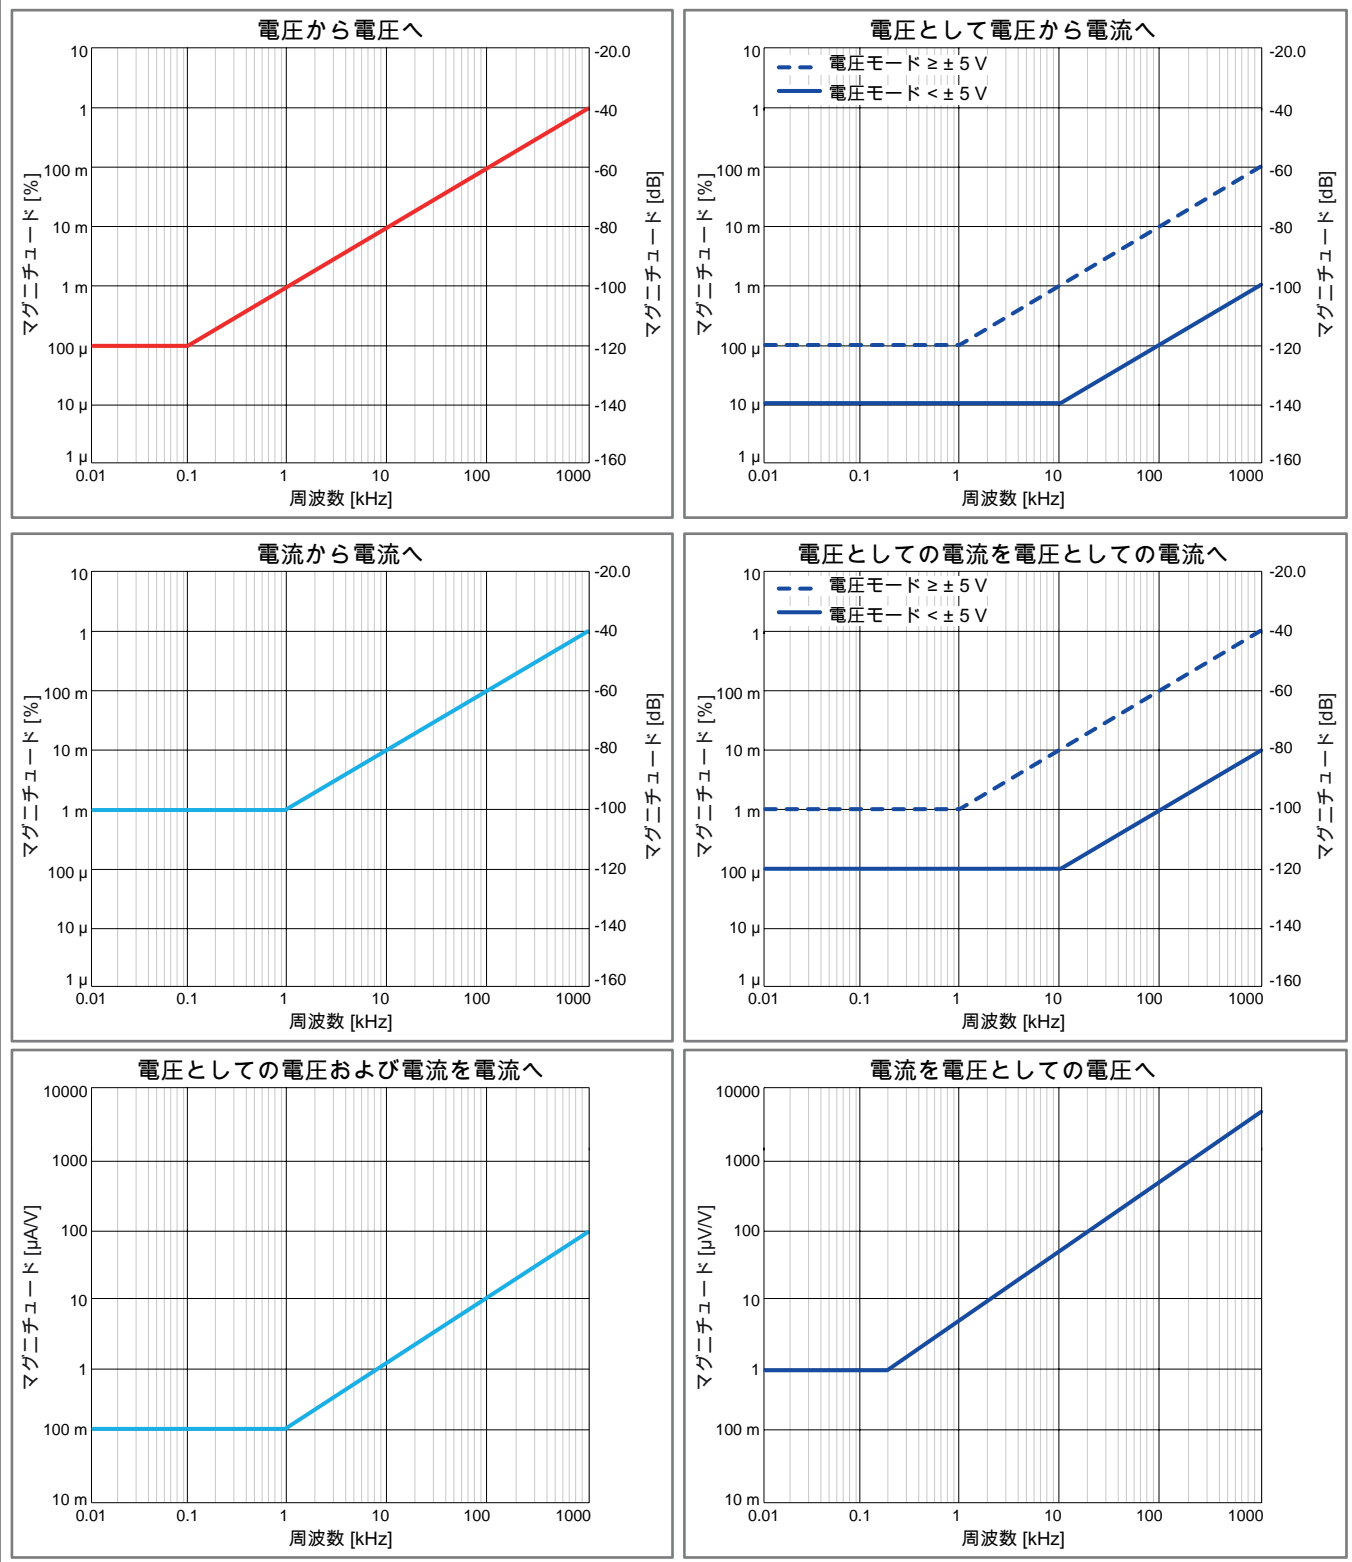 電圧から電圧へ
マグニチュード [%]
10
1
100 m
10 m
1 m
100 µ
10 µ
1 µ
-20.0
-40
-60
-80
-100
-120
-140
-160
マグニチュード [dB]
0.01 0.1 1 10 100 1000
周波数 [kHz]
電圧として電圧から電流へ
電圧モード ≥ ± 5 V
電圧モード < ± 5 V
マグニチュード [%]
10
1
100 m
10 m
1 m
100 µ
10 µ
1 µ
-20.0
-40
-60
-80
-100
-120
-140
-160
マグニチュード [dB]
0.01 0.1 1 10 100 1000
周波数 [kHz]
電流から電流へ
マグニチュード [%]
10
1
100 m
10 m
1 m
100 µ
10 µ
1 µ
-20.0
-40
-60
-80
-100
-120
-140
-160
マグニチュード [dB]
0.01 0.1 1 10 100 1000
周波数 [kHz]
電圧としての電流を電圧としての電流へ
電圧モード ≥ ± 5 V
電圧モード < ± 5 V
マグニチュード [%]
10
1
100 m
10 m
1 m
100 µ
10 µ
1 µ
-20.0
-40
-60
-80
-100
-120
-140
-160
マグニチュード [dB]
0.01 0.1 1 10 100 1000
周波数 [kHz]
電圧としての電圧および電流を電流へ
マグニチュード [µA/V]
10000
1000
100
10
1
100 m
10 m
0.01 0.1 1 10 100 1000
周波数 [kHz]
電流を電圧としての電圧へ
マグニチュード [µV/V]
10000
1000
100
10
1
100 m
10 m
0.01 0.1 1 10 100 1000
周波数 [kHz]